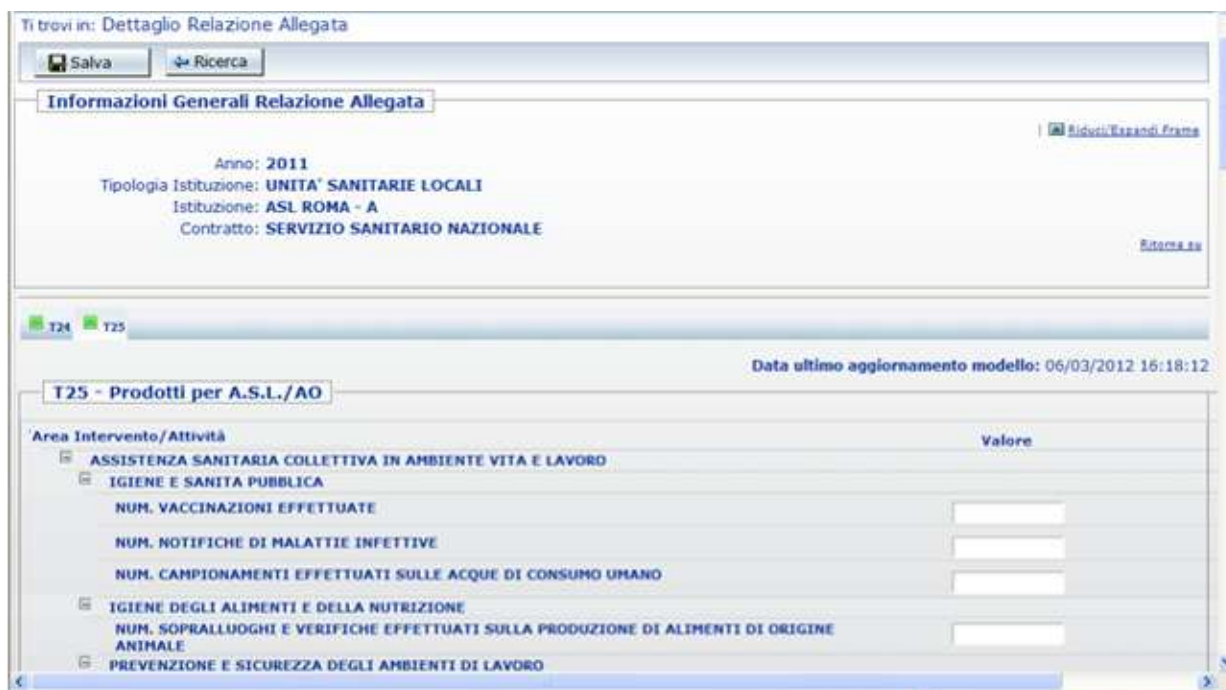 Ti trovi in: Dettaglio Relazione Allegata
Salva Ricerca
Informazioni Generali Relazione Allegata
Riduci/Espandi Frame
Anno: 2011
Tipologia Istituzione: UNITA' SANITARIE LOCALI
Istituzione: ASL ROMA - A
Contratto: SERVIZIO SANITARIO NAZIONALE
Ritorna su
T24 T25
Data ultimo aggiornamento modello: 06/03/2012 16:18:12
T25 - Prodotti per A.S.L./AO
Area Intervento/Attività Valore
ASSISTENZA SANITARIA COLLETTIVA IN AMBIENTE VITA E LAVORO
IGIENE E SANITA PUBBLICA
NUM. VACCINAZIONI EFFETTUATE
NUM. NOTIFICHE DI MALATTIE INFETTIVE
NUM. CAMPIONAMENTI EFFETTUATI SULLE ACQUE DI CONSUMO UMANO
IGIENE DEGLI ALIMENTI E DELLA NUTRIZIONE
NUM. SOPRALLUOGHI E VERIFICHE EFFETTUATI SULLA PRODUZIONE DI ALIMENTI DI ORIGINE
ANIMALE
PREVENZIONE E SICUREZZA DEGLI AMBIENTI DI LAVORO